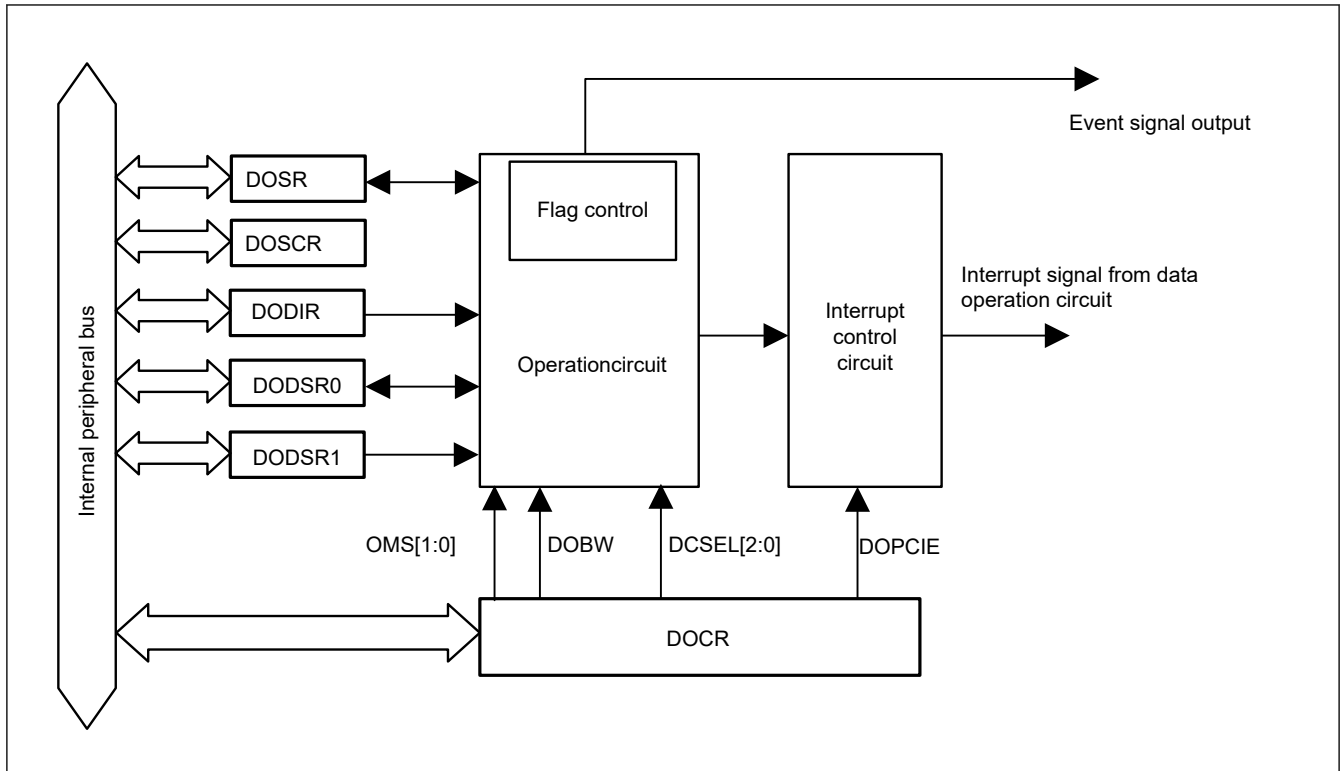 Event signal output
DOSR
Flag control
DOSCR
Interrupt signal from data
operation circuit
DODIR
Interrupt
control
circuit
Operationcircuit
DODSR0
DODSR1
Internal peripheral bus
OMS[1:0]
DOBW
DCSEL[2:0]
DOPCIE
DOCR